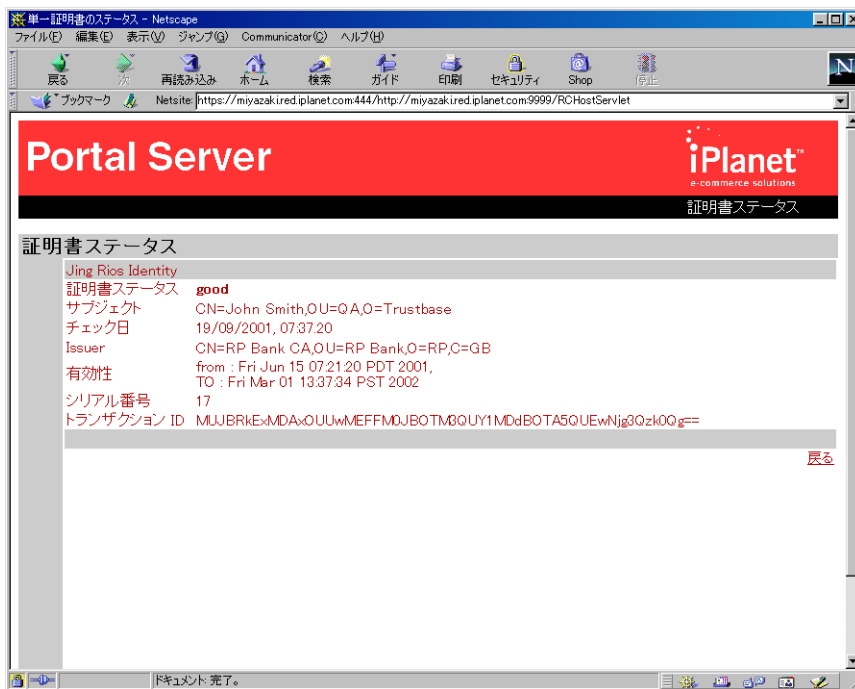 単一証明書のステータス - Netscape
ファイル(F) 編集(E) 表示(V) ジャンプ(G) Communicator(C) ヘルプ(H)
戻る 次 再読み込み ホーム 検索 ガイド 印刷 セキュリティ Shop 停止
N
ブックマーク Netsite: https://miyazaki.red.iplanet.com:444/http://miyazaki.red.iplanet.com:9999/RCHostServlet
Portal Server
iPlanet™
e-commerce solutions
証明書ステータス
証明書ステータス
Jing Rios Identity
証明書ステータス good
サブジェクト CN=John Smith,OU=QA,O=Trustbase
チェック日 19/09/2001, 07:37.20
Issuer CN=RP Bank CA,OU=RP Bank,O=RP,C=GB
有効性 from : Fri Jun 15 07:21:20 PDT 2001,
TO : Fri Mar 01 13:37:34 PST 2002
シリアル番号 17
トランザクション ID MUJBRkExMDAxOUUwMEFFM0JBOTM3QUY1MDdBOTA5QUEwNjg3Qzk0Qg==
戻る
ドキュメント: 完了。